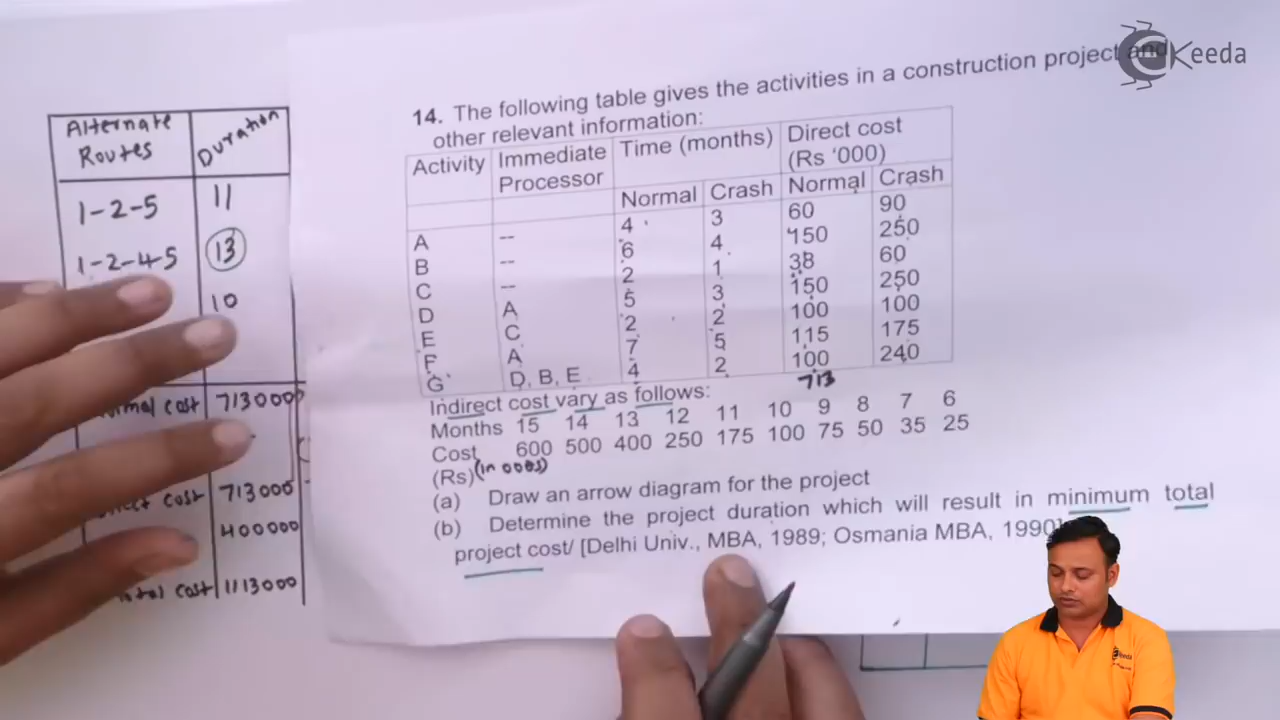 Keeda
14. The following table gives the activities in a construction project and
other relevant information:
Activity Immediate Processor Time (months) Direct cost (Rs '000)
Normal Crash Normal Crash
A -- 4 3 60 90
B -- 6 4 150 250
C -- 2 1 38 60
D A 5 3 150 250
E C 2 2 100 100
F A 7 5 115 175
G D, B, E 4 2 100 240
713
Indirect cost vary as follows:
Months 15 14 13 12 11 10 9 8 7 6
Cost 600 500 400 250 175 100 75 50 35 25
(Rs) (in 000s)
(a) Draw an arrow diagram for the project
(b) Determine the project duration which will result in minimum total
project cost/ [Delhi Univ., MBA, 1989; Osmania MBA, 1990]
Alternate Routes Duration
1-2-5 11
1-2-4-5 13
10
cost 713000
cost 713000
400000
Total cost 1113000